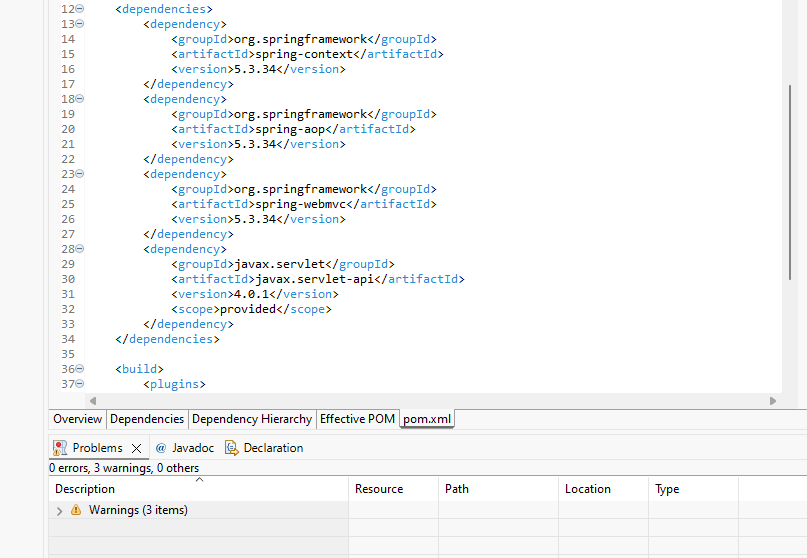 12 <dependencies>
13 <dependency>
14 <groupId>org.springframework</groupId>
15 <artifactId>spring-context</artifactId>
16 <version>5.3.34</version>
17 </dependency>
18 <dependency>
19 <groupId>org.springframework</groupId>
20 <artifactId>spring-aop</artifactId>
21 <version>5.3.34</version>
22 </dependency>
23 <dependency>
24 <groupId>org.springframework</groupId>
25 <artifactId>spring-webmvc</artifactId>
26 <version>5.3.34</version>
27 </dependency>
28 <dependency>
29 <groupId>javax.servlet</groupId>
30 <artifactId>javax.servlet-api</artifactId>
31 <version>4.0.1</version>
32 <scope>provided</scope>
33 </dependency>
34 </dependencies>
35
36 <build>
37 <plugins>
Overview Dependencies Dependency Hierarchy Effective POM pom.xml
Problems @ Javadoc Declaration
0 errors, 3 warnings, 0 others
Description Resource Path Location Type
Warnings (3 items)